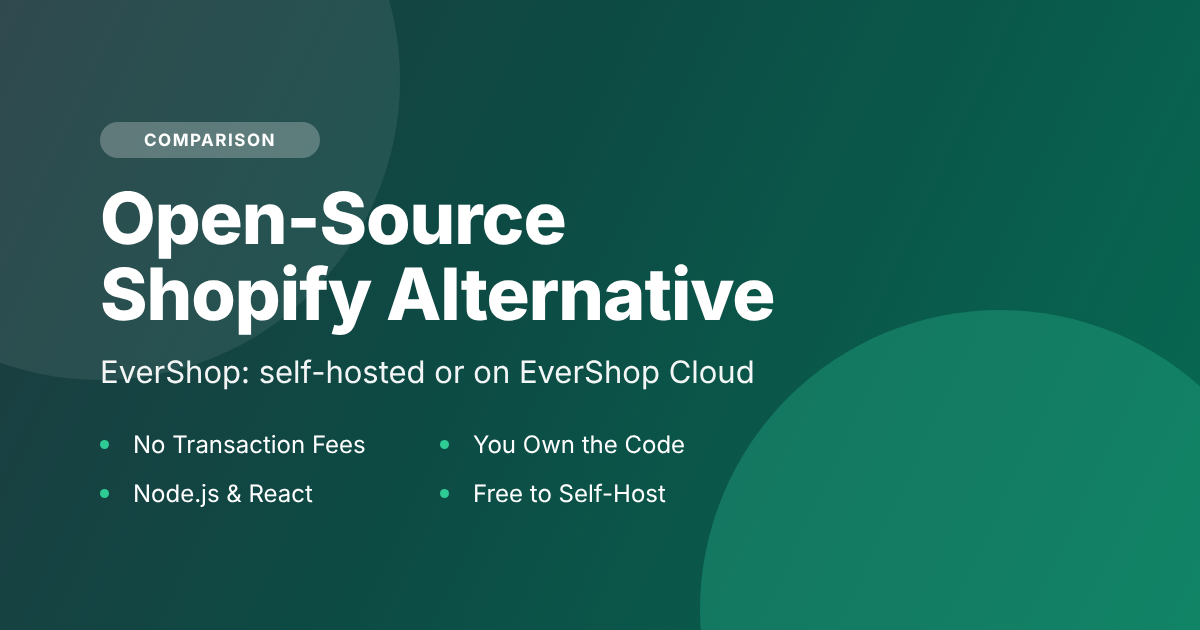 COMPARISON
Open-Source
Shopify Alternative
EverShop: self-hosted or on EverShop Cloud
No Transaction Fees
You Own the Code
Node.js & React
Free to Self-Host